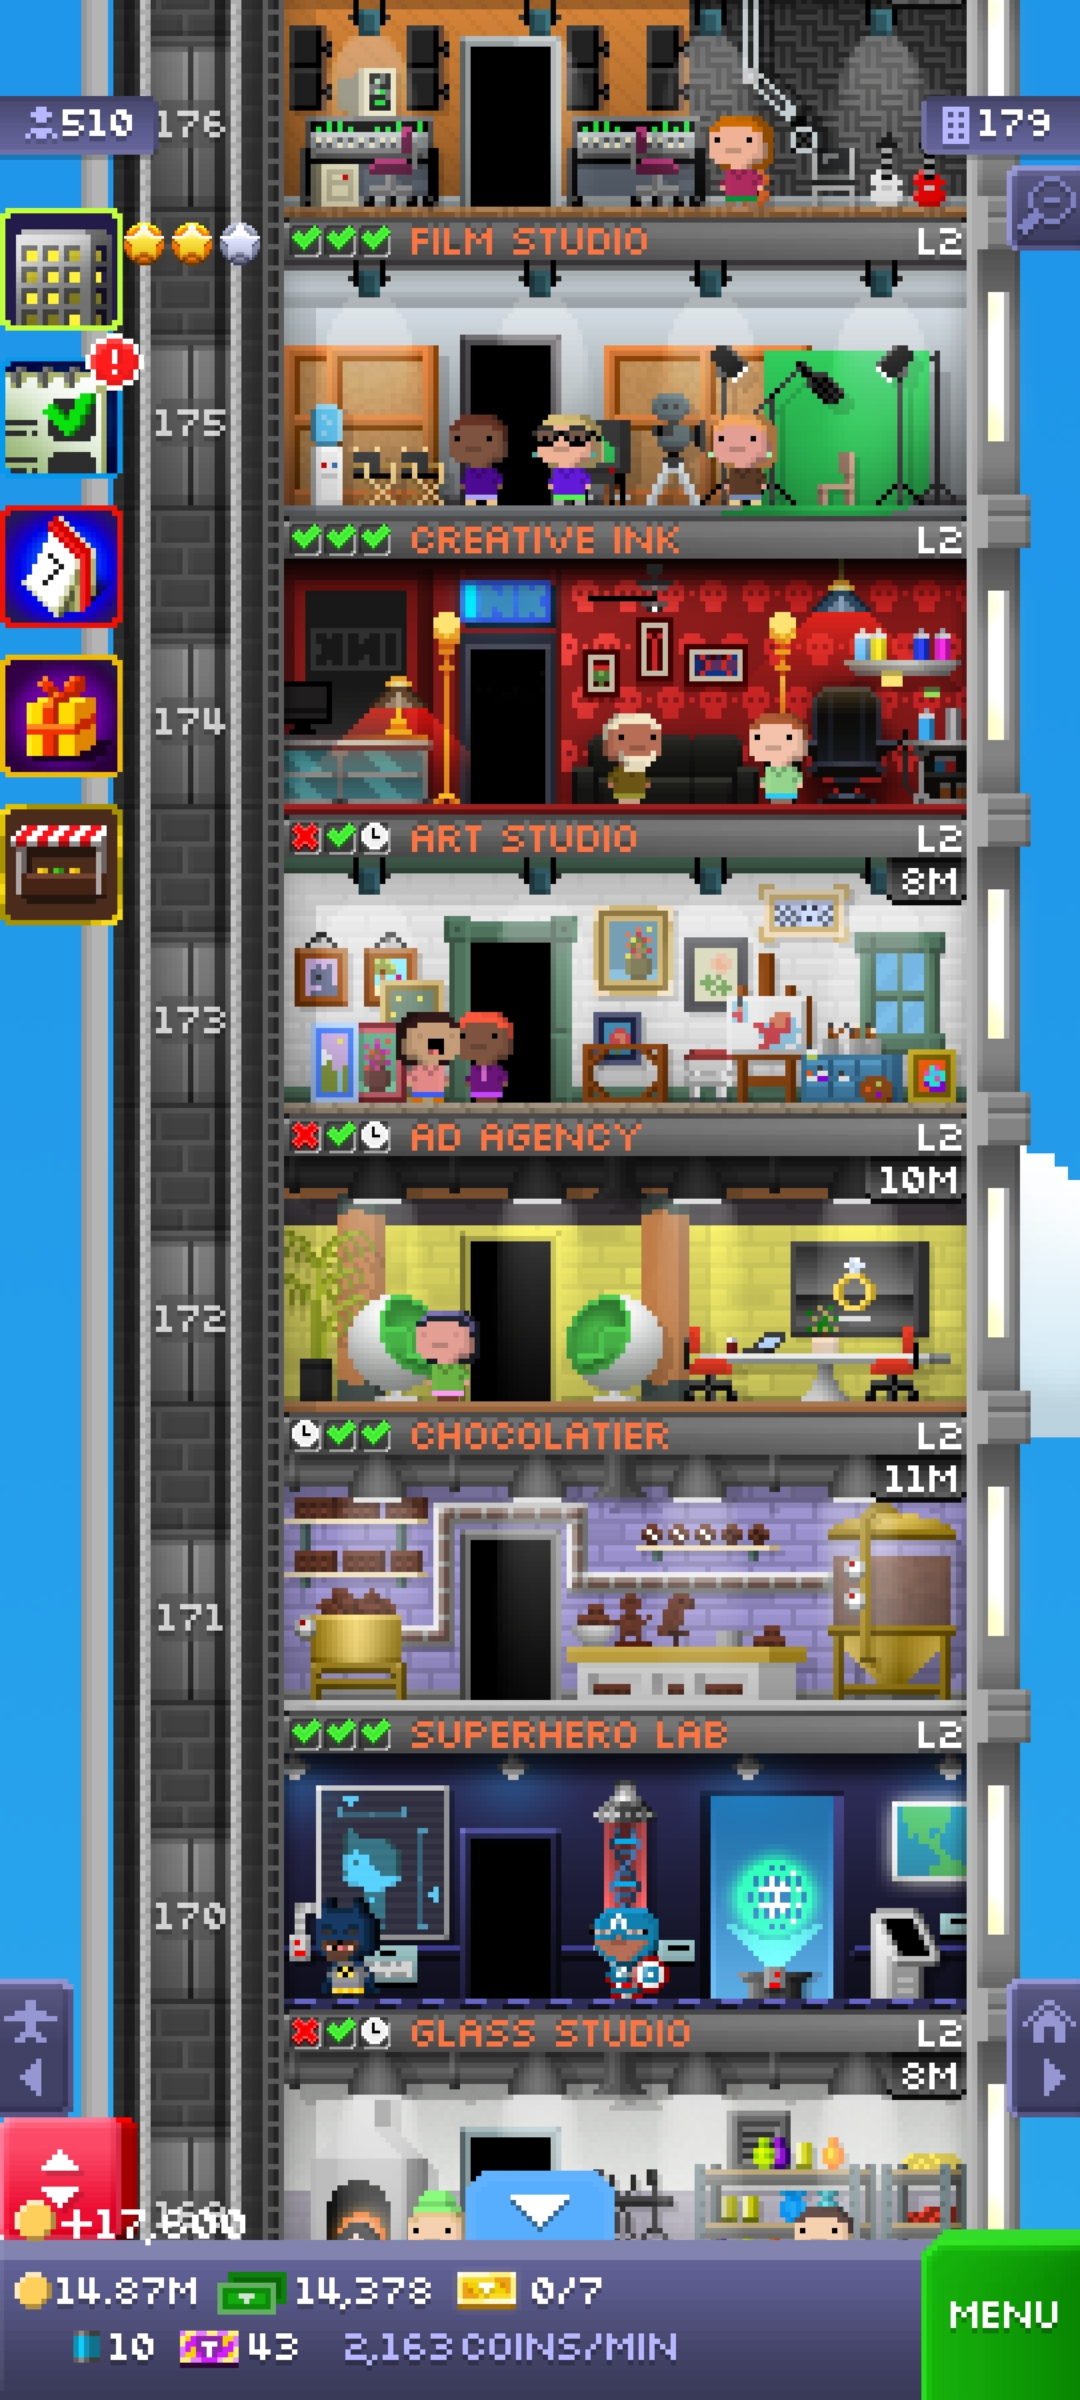 510
176
179
FILM STUDIO L2
175
CREATIVE INK L2
INK
174
ART STUDIO L2
8M
173
AD AGENCY L2
10M
172
CHOCOLATIER L2
11M
171
SUPERHERO LAB L2
170
GLASS STUDIO L2
8M
+17,600
14.87M 14,378 0/7
10 43 2,163 COINS/MIN
MENU